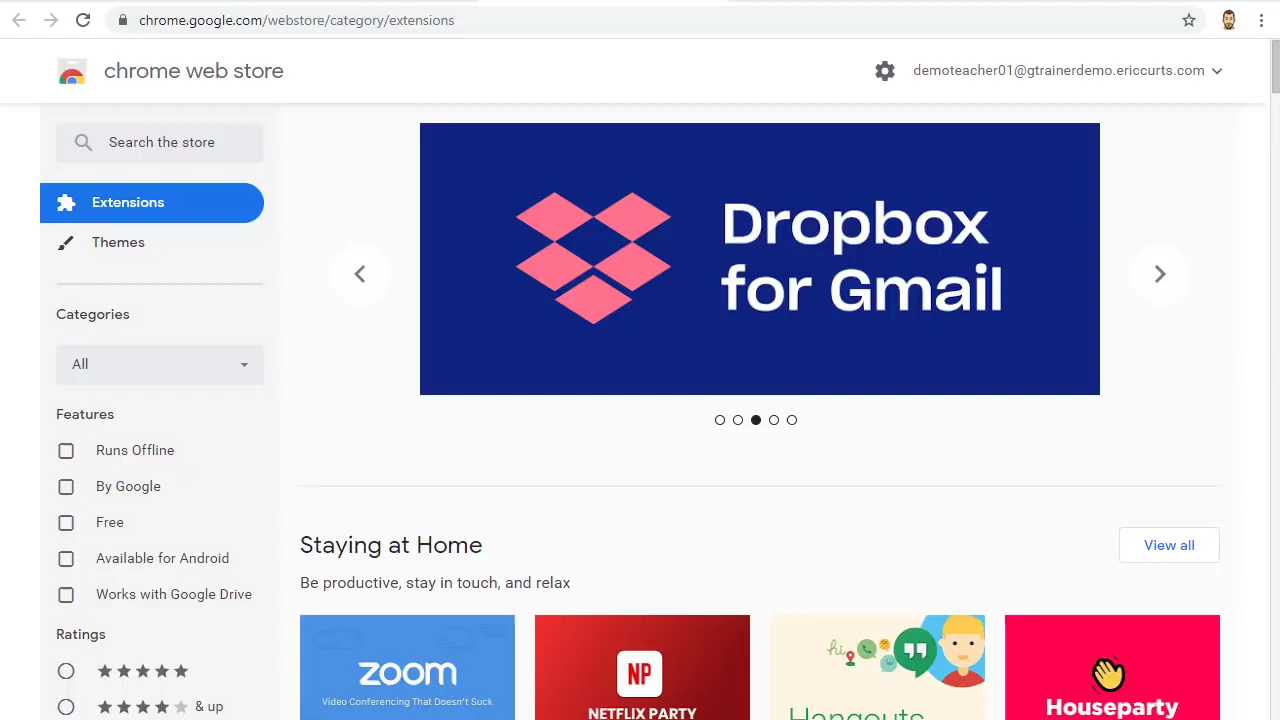 chrome.google.com/webstore/category/extensions
chrome web store
demoteacher01@gtrainerdemo.ericcurts.com
Search the store
Extensions
Themes
Categories
All
Features
Runs Offline
By Google
Free
Available for Android
Works with Google Drive
Ratings
& up
Dropbox
for Gmail
Staying at Home
View all
Be productive, stay in touch, and relax
zoom
Video Conferencing That Doesn't Suck
NP
NETFLIX PARTY
hi
Hangouts
Houseparty